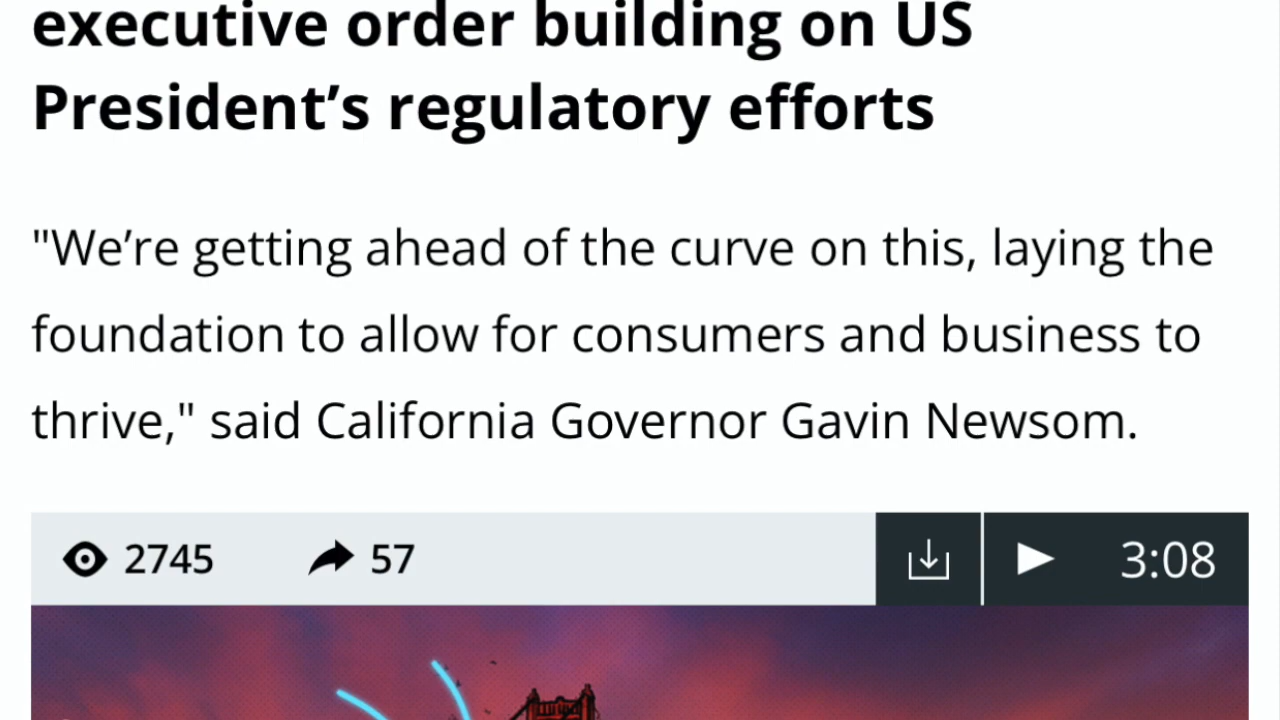 executive order building on US
President’s regulatory efforts
"We’re getting ahead of the curve on this, laying the
foundation to allow for consumers and business to
thrive," said California Governor Gavin Newsom.
2745 57 3:08